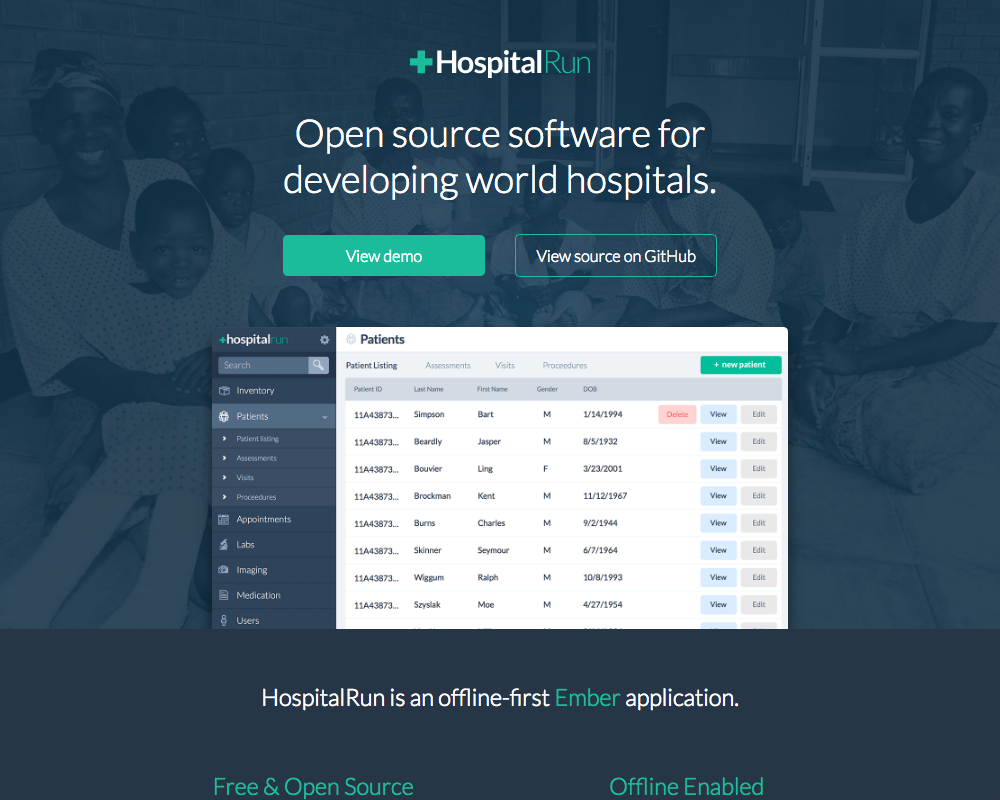 HospitalRun
Open source software for
developing world hospitals.
View demo
View source on GitHub
+hospitalrun
Search
Inventory
Patients
Patient listing
Assessments
Visits
Proceedures
Appointments
Labs
Imaging
Medication
Users
Patients
Patient Listing Assessments Visits Proceedures + new patient
Patient ID Last Name First Name Gender DOB
11A43873... Simpson Bart M 1/14/1994 Delete View Edit
11A43873... Beardly Jasper M 8/5/1932 View Edit
11A43873... Bouvier Ling F 3/23/2001 View Edit
11A43873... Brockman Kent M 11/12/1967 View Edit
11A43873... Burns Charles M 9/2/1944 View Edit
11A43873... Skinner Seymour M 6/7/1964 View Edit
11A43873... Wiggum Ralph M 10/8/1993 View Edit
11A43873... Szyslak Moe M 4/27/1954 View Edit
HospitalRun is an offline-first Ember application.
Free & Open Source
Offline Enabled